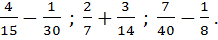 4/15 − 1/30 ; 2/7 + 3/14 ; 7/40 − 1/8 .